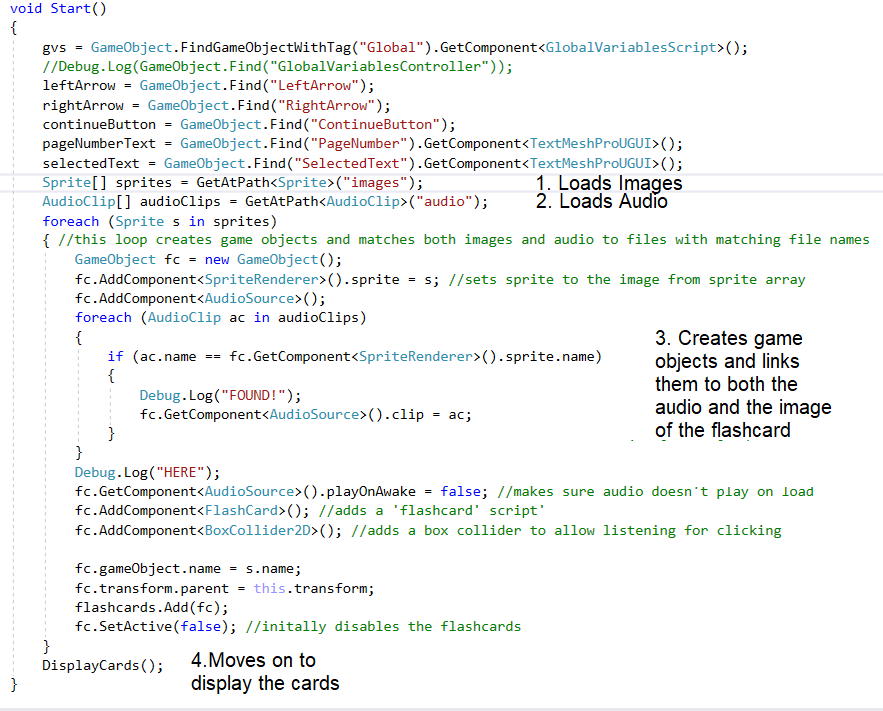 void Start()
{
gvs = GameObject.FindGameObjectWithTag("Global").GetComponent<GlobalVariablesScript>();
//Debug.Log(GameObject.Find("GlobalVariablesController"));
leftArrow = GameObject.Find("LeftArrow");
rightArrow = GameObject.Find("RightArrow");
continueButton = GameObject.Find("ContinueButton");
pageNumberText = GameObject.Find("PageNumber").GetComponent<TextMeshProUGUI>();
selectedText = GameObject.Find("SelectedText").GetComponent<TextMeshProUGUI>();
Sprite[] sprites = GetAtPath<Sprite>("images"); 1. Loads Images
AudioClip[] audioClips = GetAtPath<AudioClip>("audio"); 2. Loads Audio
foreach (Sprite s in sprites)
{ //this loop creates game objects and matches both images and audio to files with matching file names
GameObject fc = new GameObject();
fc.AddComponent<SpriteRenderer>().sprite = s; //sets sprite to the image from sprite array
fc.AddComponent<AudioSource>();
foreach (AudioClip ac in audioClips)
{
if (ac.name == fc.GetComponent<SpriteRenderer>().sprite.name)
{
Debug.Log("FOUND!");
fc.GetComponent<AudioSource>().clip = ac;
}
}
3. Creates game
objects and links
them to both the
audio and the image
of the flashcard
Debug.Log("HERE");
fc.GetComponent<AudioSource>().playOnAwake = false; //makes sure audio doesn't play on load
fc.AddComponent<FlashCard>(); //adds a 'flashcard' script'
fc.AddComponent<BoxCollider2D>(); //adds a box collider to allow listening for clicking
fc.gameObject.name = s.name;
fc.transform.parent = this.transform;
flashcards.Add(fc);
fc.SetActive(false); //initally disables the flashcards
}
DisplayCards();
4.Moves on to
display the cards
}